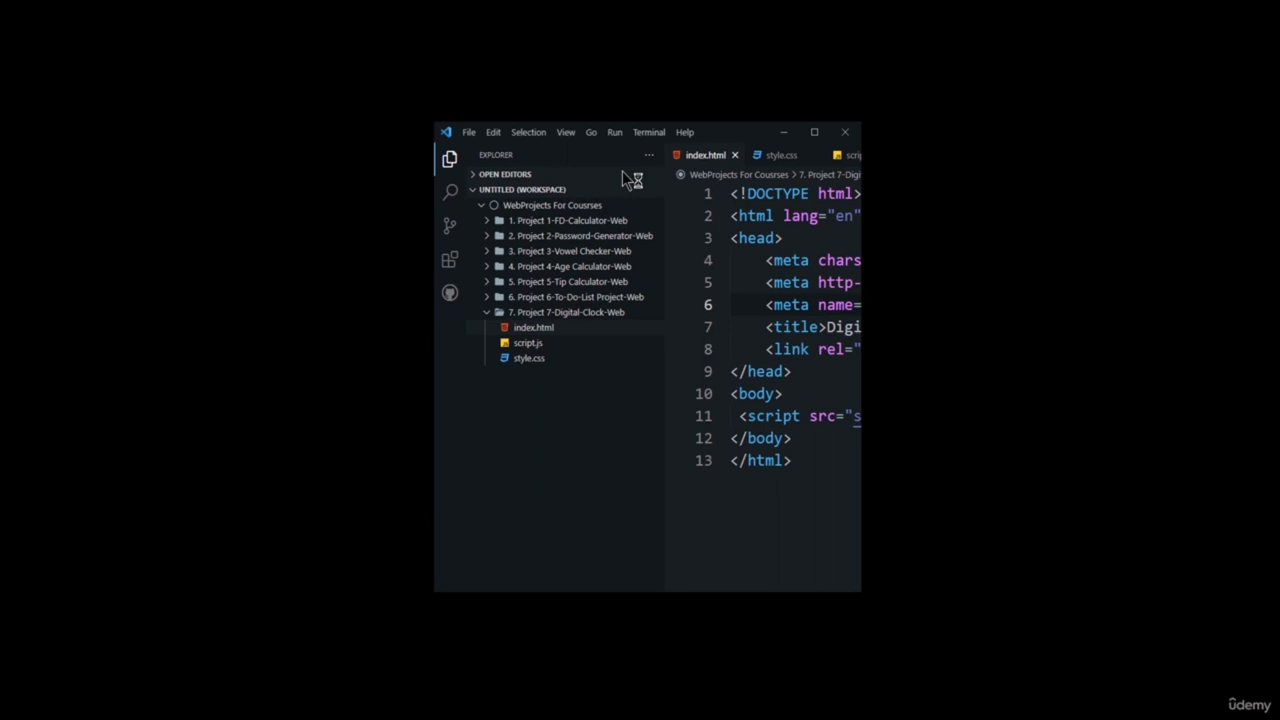 File Edit Selection View Go Run Terminal Help
EXPLORER
OPEN EDITORS
UNTITLED (WORKSPACE)
WebProjects For Cousrses
1. Project 1-FD-Calculator-Web
2. Project 2-Password-Generator-Web
3. Project 3-Vowel Checker-Web
4. Project 4-Age Calculator-Web
5. Project 5-Tip Calculator-Web
6. Project 6-To-Do-List Project-Web
7. Project 7-Digital-Clock-Web
index.html
script.js
style.css
index.html style.css scri
WebProjects For Cousrses > 7. Project 7-Digi
1 <!DOCTYPE html>
2 <html lang="en"
3 <head>
4 <meta chars
5 <meta http-
6 <meta name=
7 <title>Digi
8 <link rel="
9 </head>
10 <body>
11 <script src="s
12 </body>
13 </html>
ûdemy